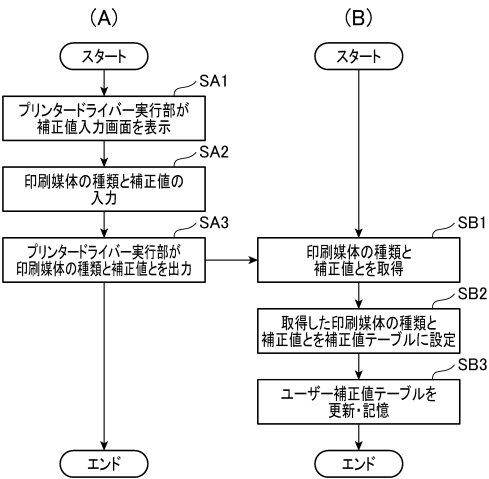 (A)
(B)
スタート
スタート
SA1
プリンタードライバー実行部が
補正値入力画面を表示
SA2
印刷媒体の種類と補正値の
入力
SA3
プリンタードライバー実行部が
印刷媒体の種類と補正値とを出力
SB1
印刷媒体の種類と
補正値とを取得
SB2
取得した印刷媒体の種類と
補正値とを補正値テーブルに設定
SB3
ユーザー補正値テーブルを
更新・記憶
エンド
エンド